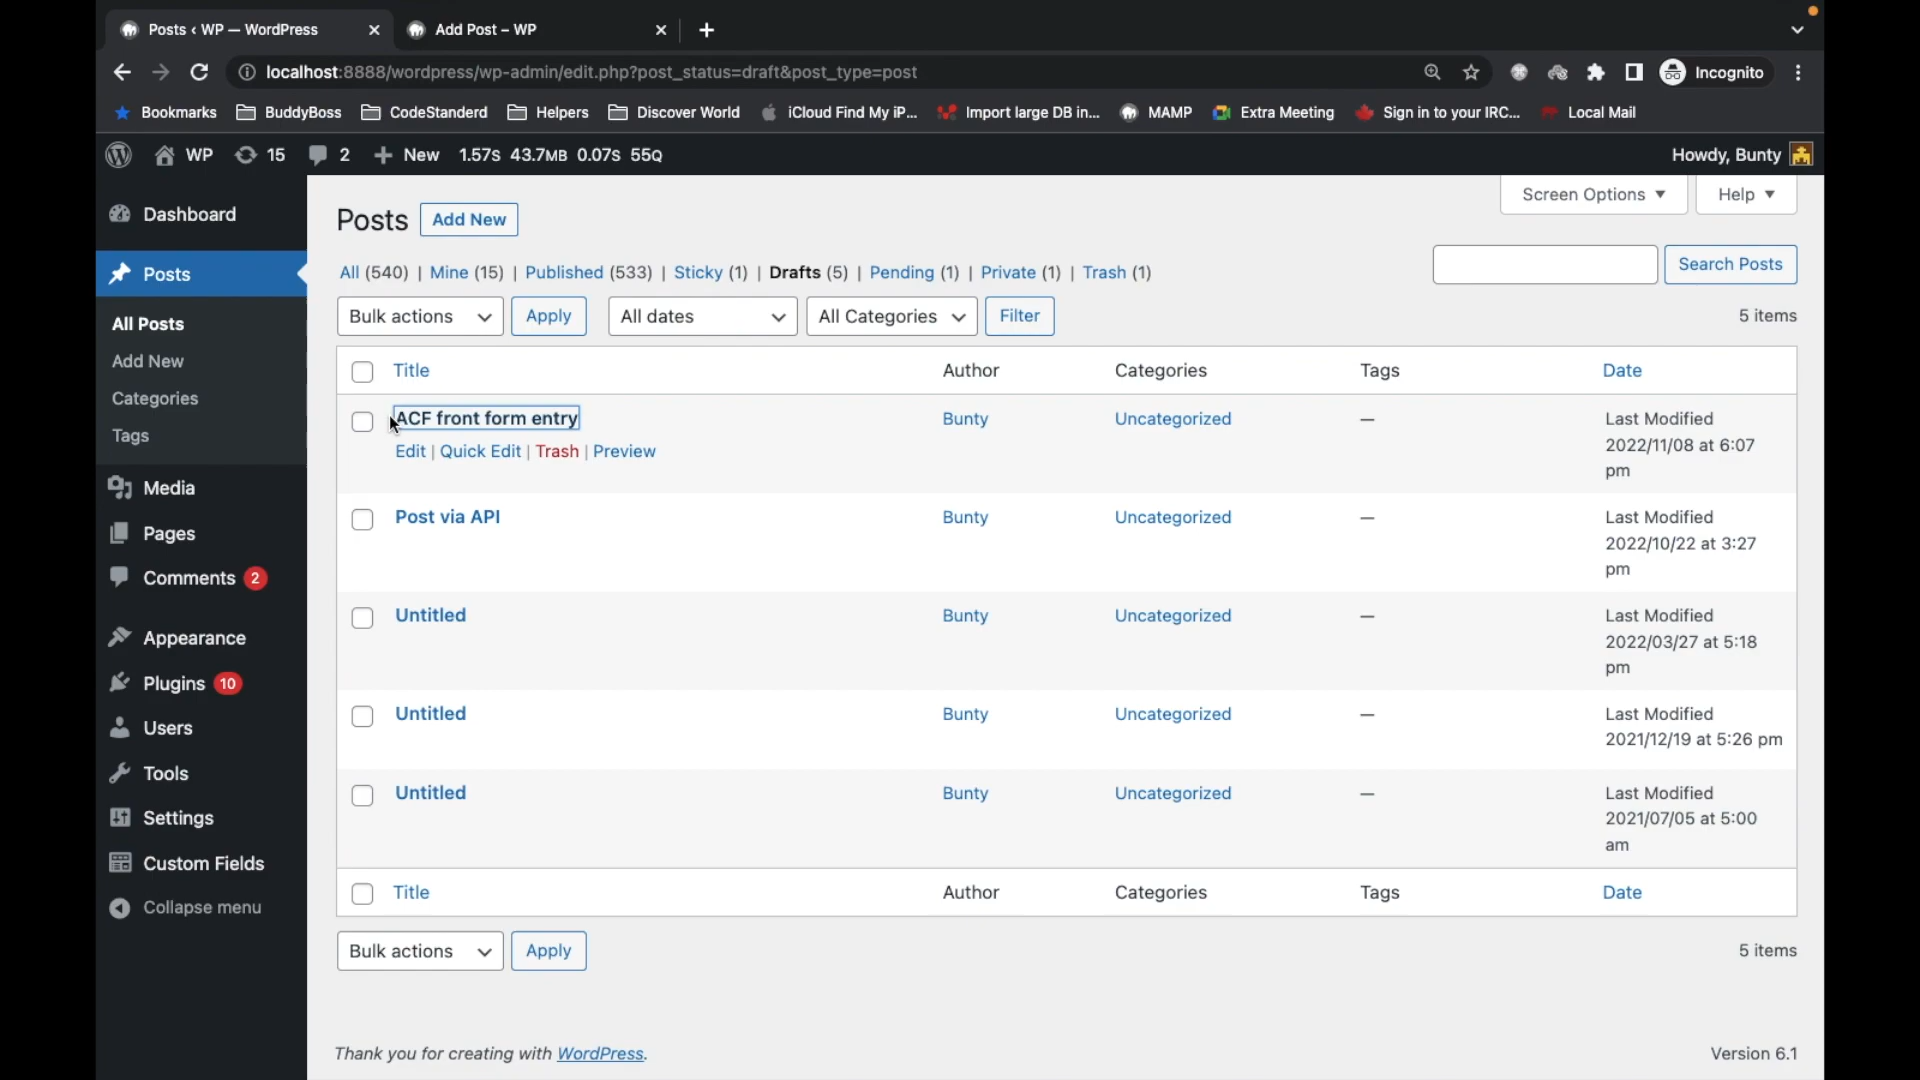 Posts ‹ WP — WordPress
Add Post – WP
localhost:8888/wordpress/wp-admin/edit.php?post_status=draft&post_type=post
Incognito
Bookmarks BuddyBoss CodeStanderd Helpers Discover World iCloud Find My iP... Import large DB in... MAMP Extra Meeting Sign in to your IRC... Local Mail
WP 15 2 New 1.57S 43.7MB 0.07S 55Q Howdy, Bunty
Screen Options Help
Dashboard
Posts
All Posts
Add New
Categories
Tags
Media
Pages
Comments 2
Appearance
Plugins 10
Users
Tools
Settings
Custom Fields
Collapse menu
Posts Add New
All (540) | Mine (15) | Published (533) | Sticky (1) | Drafts (5) | Pending (1) | Private (1) | Trash (1)
Search Posts
Bulk actions Apply All dates All Categories Filter 5 items
Title Author Categories Tags Date
ACF front form entry Bunty Uncategorized — Last Modified
2022/11/08 at 6:07
pm
Edit | Quick Edit | Trash | Preview
Post via API Bunty Uncategorized — Last Modified
2022/10/22 at 3:27
pm
Untitled Bunty Uncategorized — Last Modified
2022/03/27 at 5:18
pm
Untitled Bunty Uncategorized — Last Modified
2021/12/19 at 5:26 pm
Untitled Bunty Uncategorized — Last Modified
2021/07/05 at 5:00
am
Title Author Categories Tags Date
Bulk actions Apply 5 items
Thank you for creating with WordPress. Version 6.1